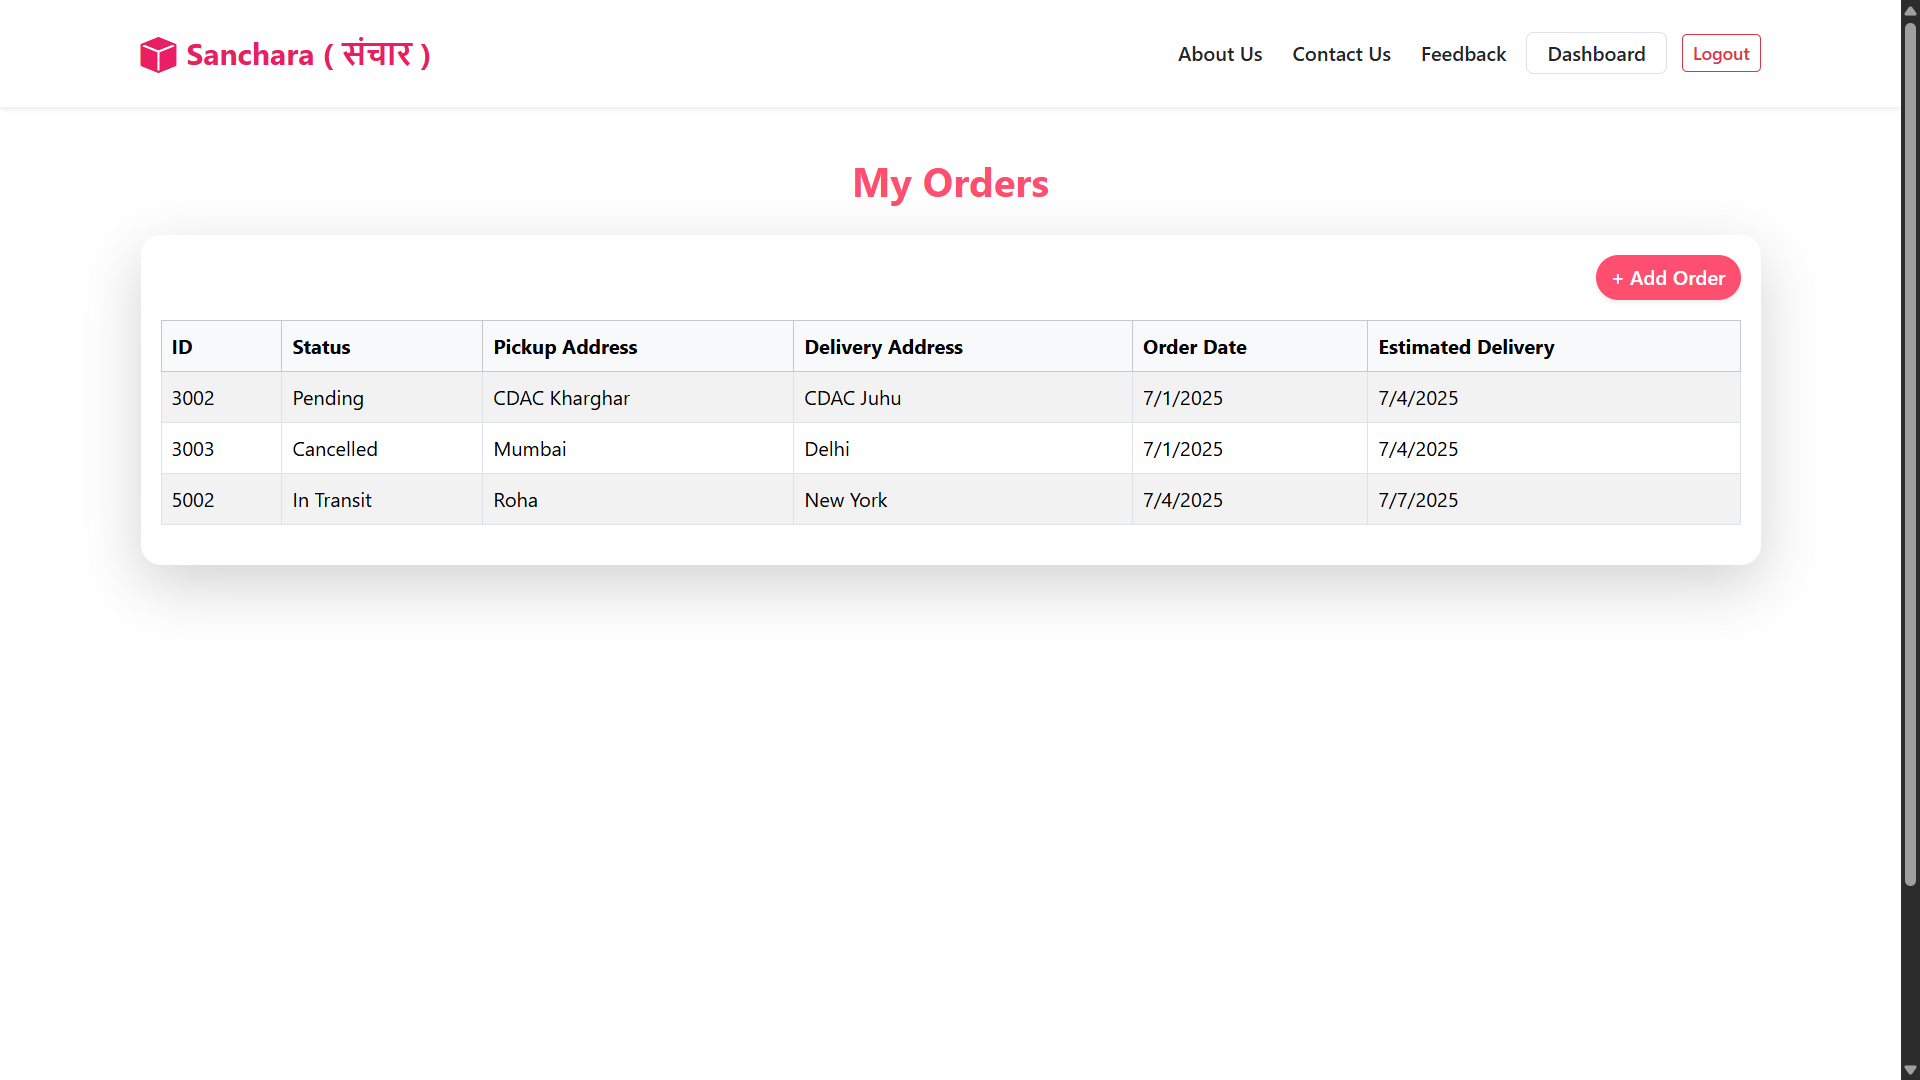 Sanchara ( संचार )
About Us Contact Us Feedback Dashboard Logout
My Orders
+ Add Order
ID Status Pickup Address Delivery Address Order Date Estimated Delivery
3002 Pending CDAC Kharghar CDAC Juhu 7/1/2025 7/4/2025
3003 Cancelled Mumbai Delhi 7/1/2025 7/4/2025
5002 In Transit Roha New York 7/4/2025 7/7/2025